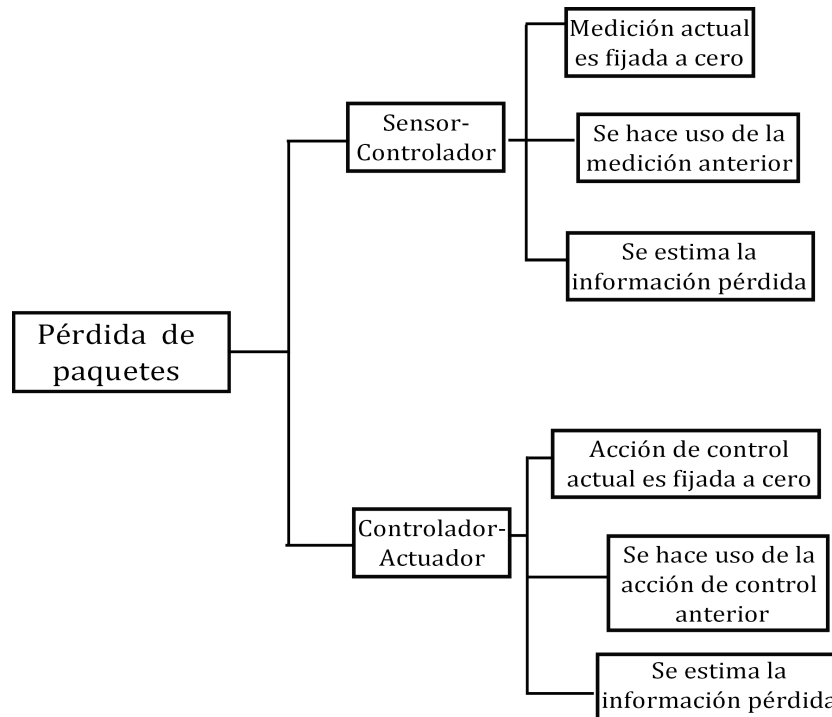 Medición actual
es fijada a cero
Sensor-
Controlador
Se hace uso de la
medición anterior
Se estima la
información pérdida
Pérdida de
paquetes
Acción de control
actual es fijada a cero
Controlador-
Actuador
Se hace uso de la
acción de control
anterior
Se estima la
información pérdida